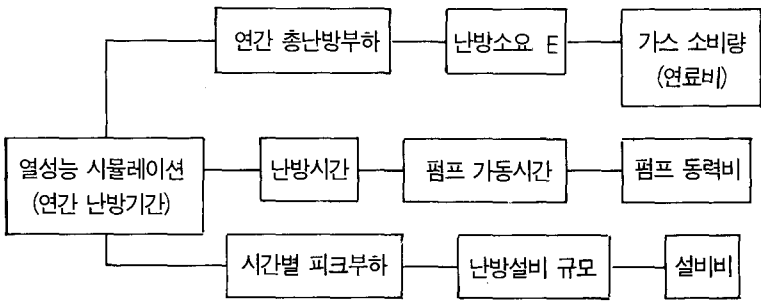 연간 총난방부하
난방소요 E
가스 소비량
(연료비)
열성능 시뮬레이션
(연간 난방기간)
난방시간
펌프 가동시간
펌프 동력비
시간별 피크부하
난방설비 규모
설비비